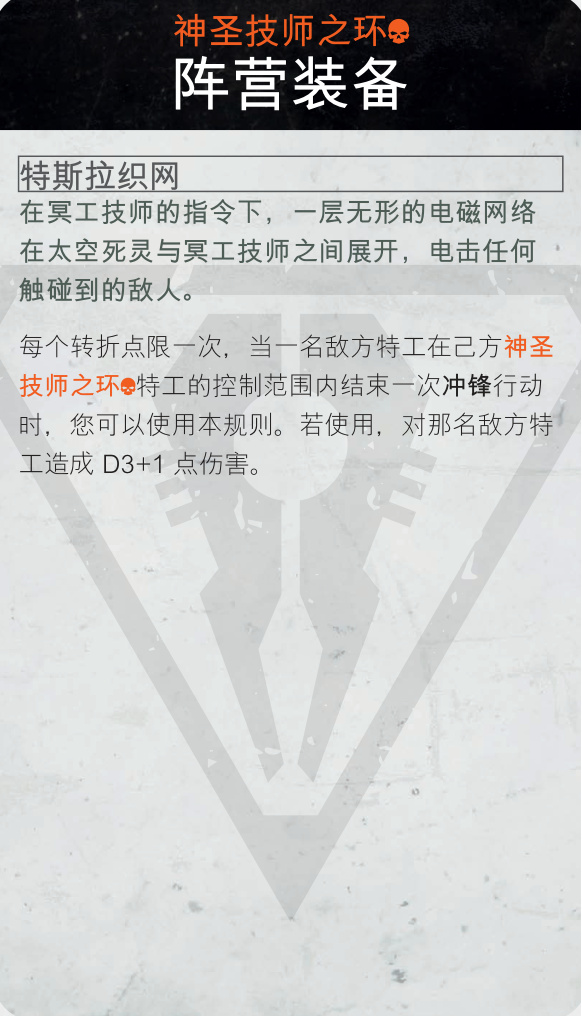 神圣技师之环
阵营装备
特斯拉织网
在冥工技师的指令下，一层无形的电磁网络
在太空死灵与冥工技师之间展开，电击任何
触碰到的敌人。
每个转折点限一次，当一名敌方特工在己方神圣
技师之环特工的控制范围内结束一次冲锋行动
时，您可以使用本规则。若使用，对那名敌方特
工造成 D3+1 点伤害。